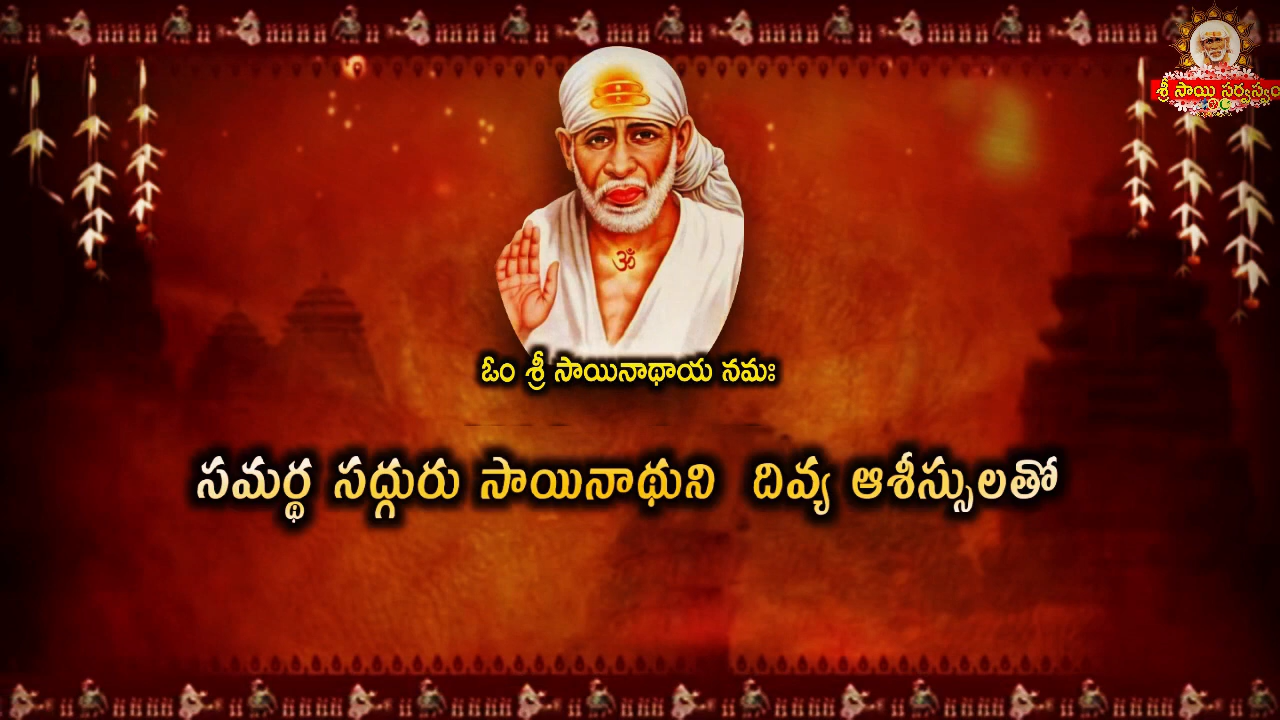 శ్రీ సాయి సర్వస్వం
ఓం శ్రీ సాయినాథాయ నమః
సమర్థ సద్గురు సాయినాథుని దివ్య ఆశీస్సులతో